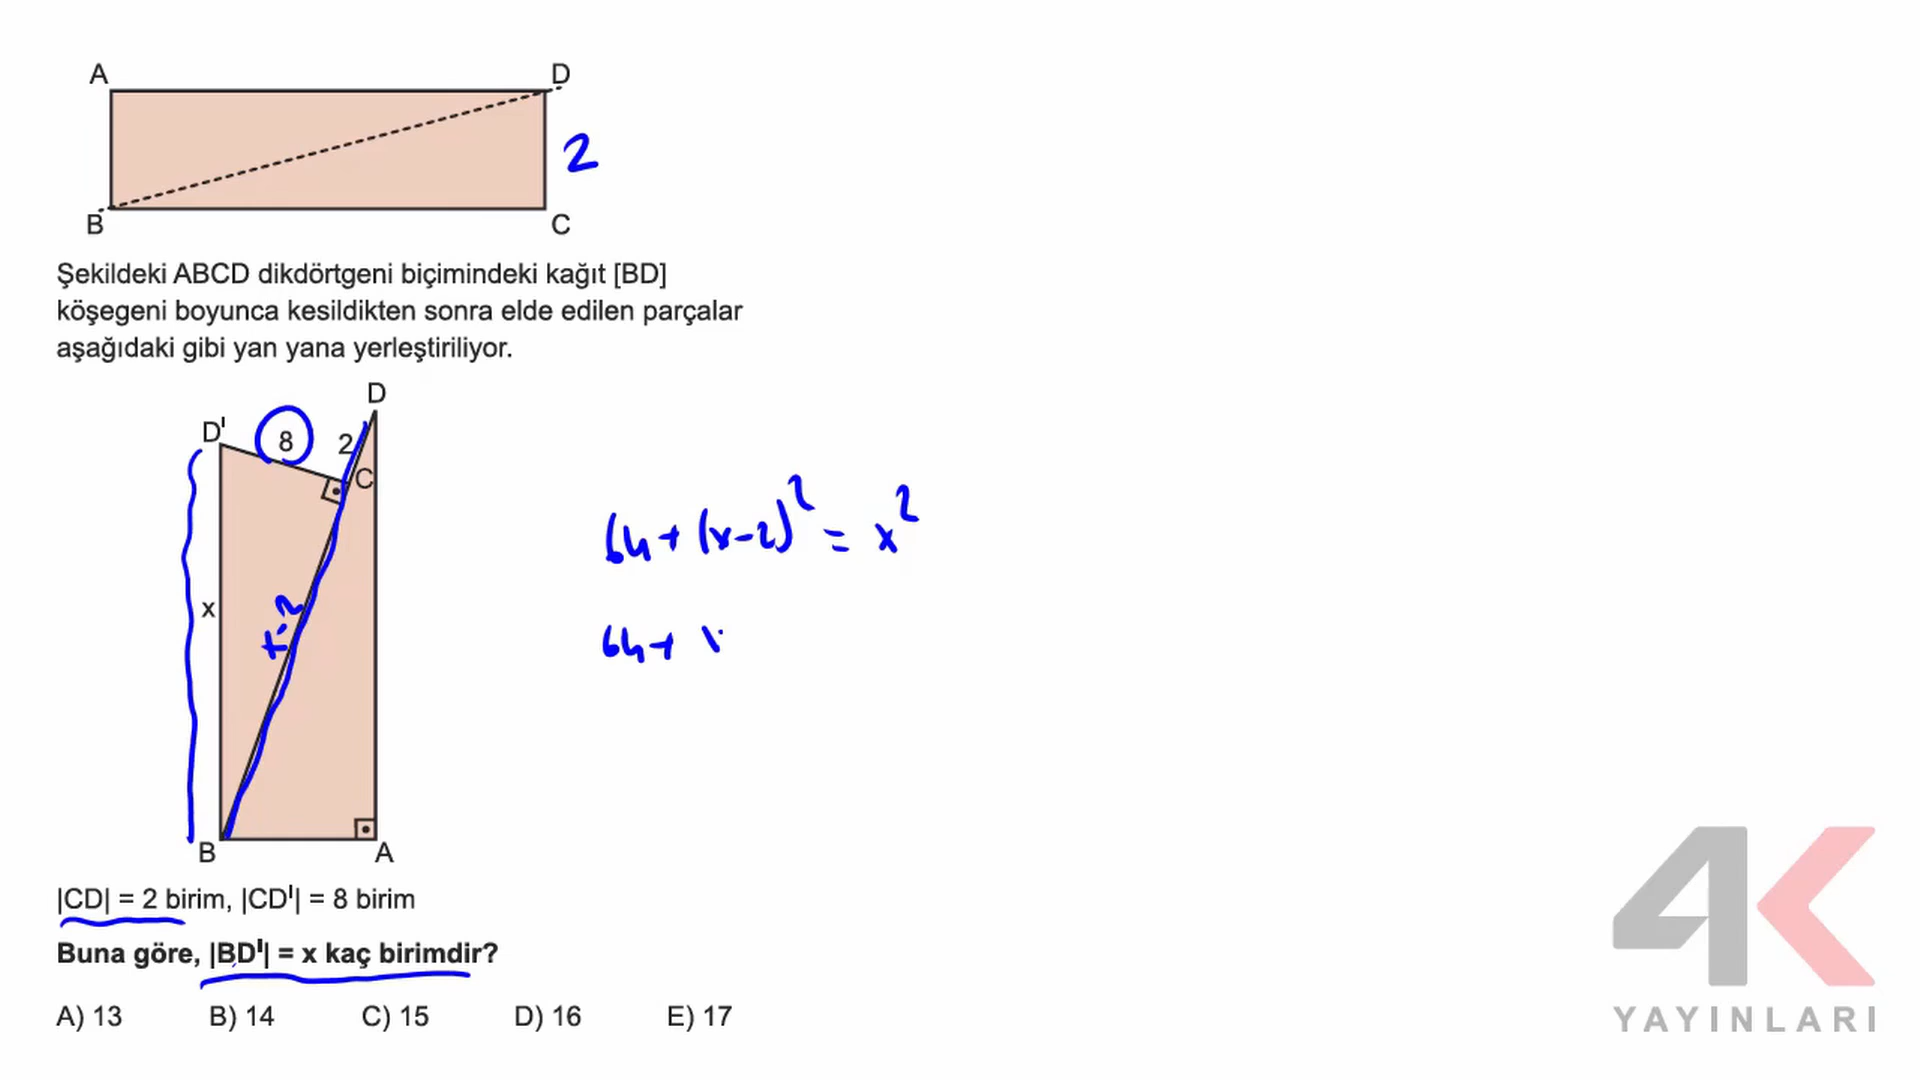 A D
2
B C
Şekildeki ABCD dikdörtgeni biçimindeki kağıt [BD]
köşegeni boyunca kesildikten sonra elde edilen parçalar
aşağıdaki gibi yan yana yerleştiriliyor.
D
D' 8 2
C
64 + (x-2)² = x²
x x-2
64 +
B A
|CD| = 2 birim, |CD'| = 8 birim
Buna göre, |BD'| = x kaç birimdir?
A) 13 B) 14 C) 15 D) 16 E) 17
4K
YAYINLARI